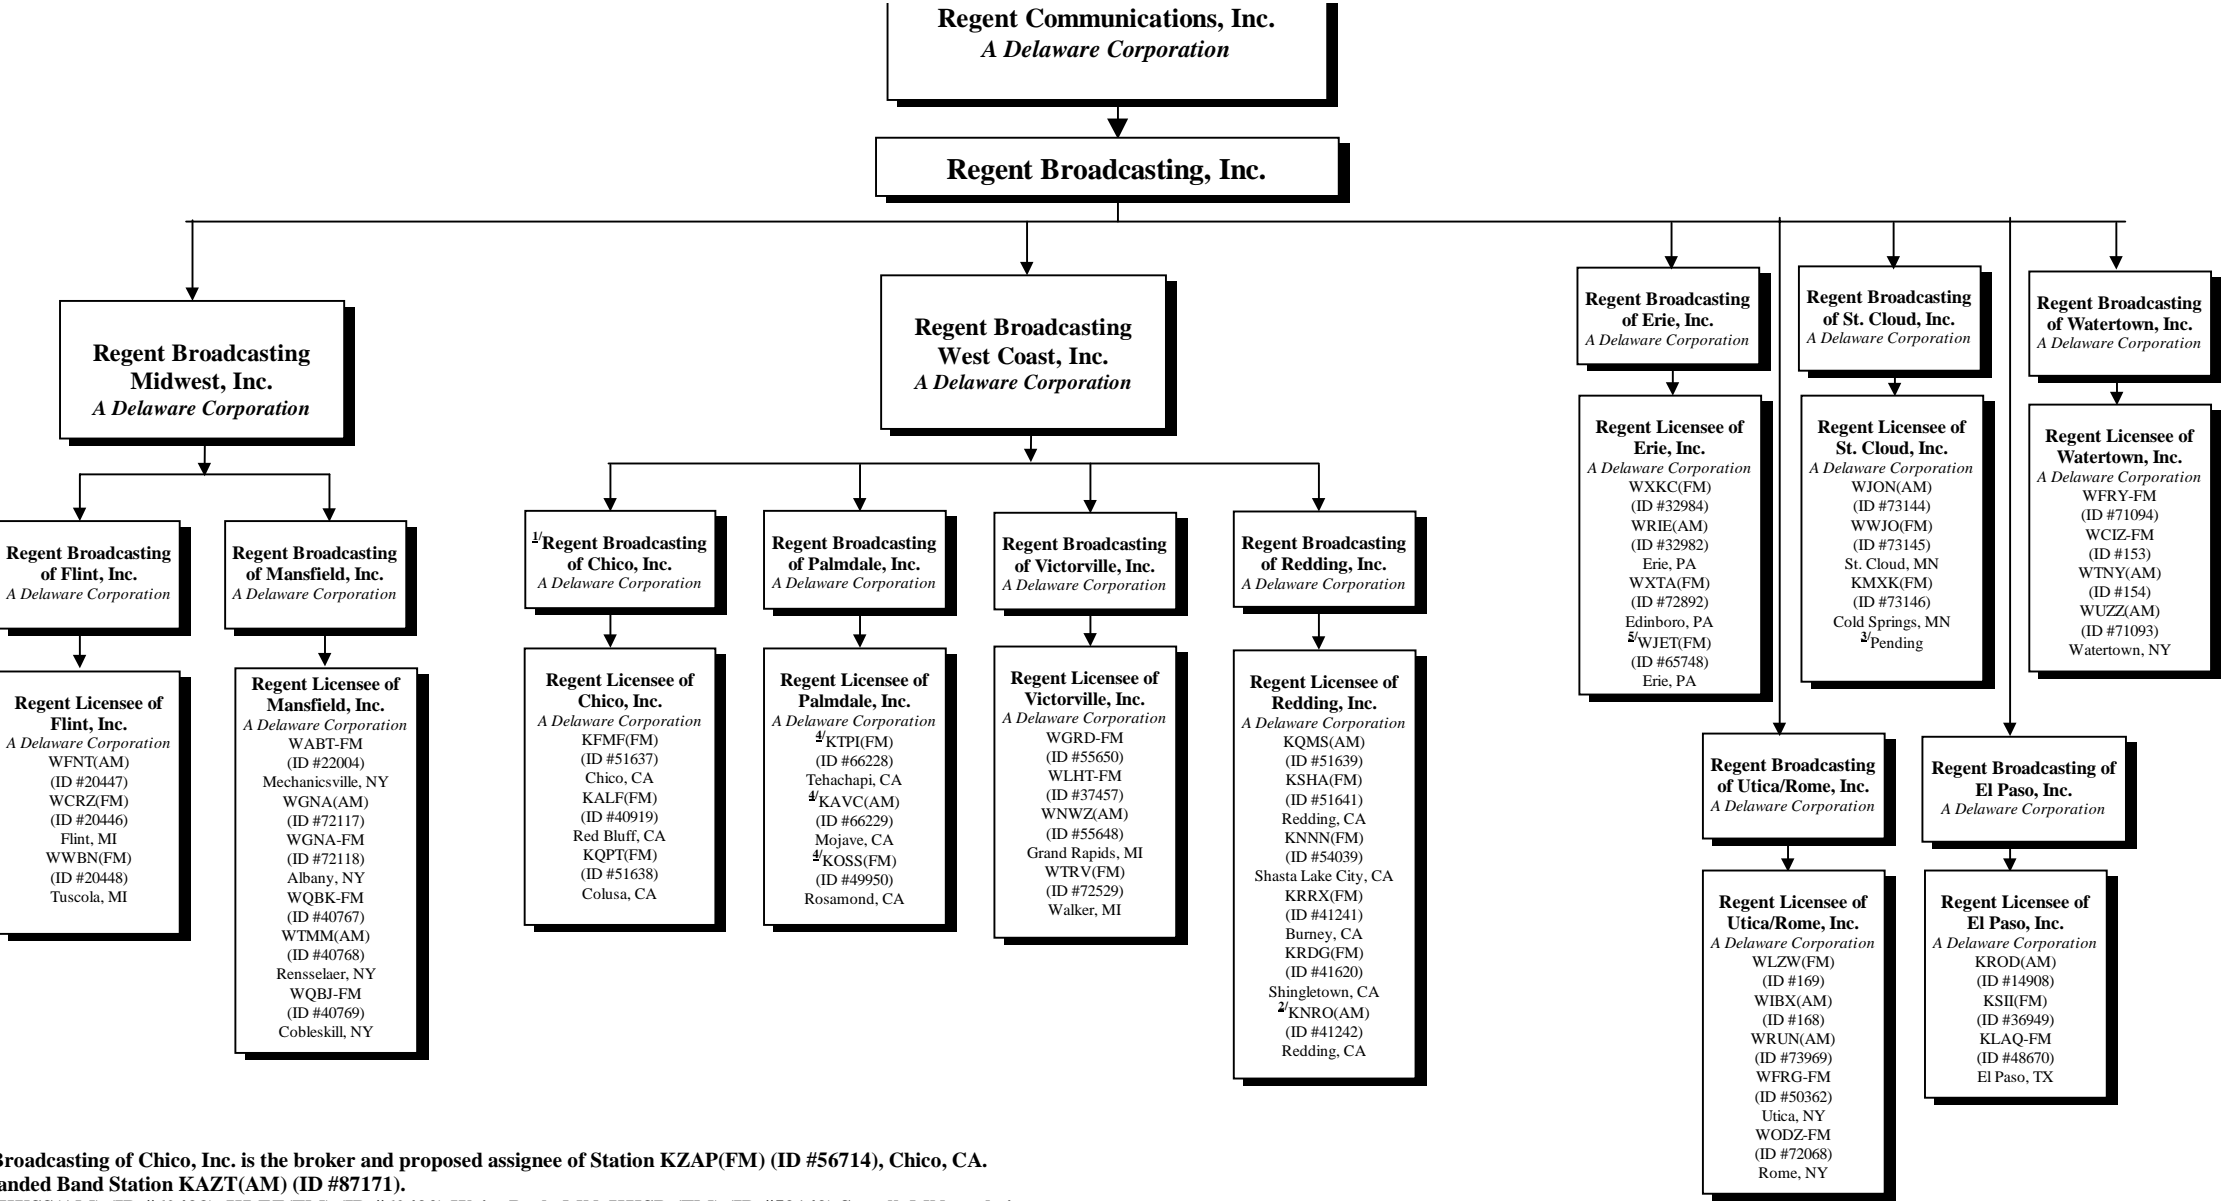 Regent Communications, Inc.
A Delaware Corporation
Regent Broadcasting, Inc.
Regent Broadcasting
Midwest, Inc.
A Delaware Corporation
Regent Broadcasting
West Coast, Inc.
A Delaware Corporation
Regent Broadcasting
of Erie, Inc.
A Delaware Corporation
Regent Broadcasting
of St. Cloud, Inc.
A Delaware Corporation
Regent Broadcasting
of Watertown, Inc.
A Delaware Corporation
Regent Licensee of
Erie, Inc.
A Delaware Corporation
WXKC(FM)
(ID #32984)
WRIE(AM)
(ID #32982)
Erie, PA
WXTA(FM)
(ID #72892)
Edinboro, PA
5/WJET(FM)
(ID #65748)
Erie, PA
Regent Licensee of
St. Cloud, Inc.
A Delaware Corporation
WJON(AM)
(ID #73144)
WWJO(FM)
(ID #73145)
St. Cloud, MN
KMXK(FM)
(ID #73146)
Cold Springs, MN
3/Pending
Regent Licensee of
Watertown, Inc.
A Delaware Corporation
WFRY-FM
(ID #71094)
WCIZ-FM
(ID #153)
WTNY(AM)
(ID #154)
WUZZ(AM)
(ID #71093)
Watertown, NY
Regent Broadcasting
of Flint, Inc.
A Delaware Corporation
Regent Broadcasting
of Mansfield, Inc.
A Delaware Corporation
1/Regent Broadcasting
of Chico, Inc.
A Delaware Corporation
Regent Broadcasting
of Palmdale, Inc.
A Delaware Corporation
Regent Broadcasting
of Victorville, Inc.
A Delaware Corporation
Regent Broadcasting
of Redding, Inc.
A Delaware Corporation
Regent Licensee of
Flint, Inc.
A Delaware Corporation
WFNT(AM)
(ID #20447)
WCRZ(FM)
(ID #20446)
Flint, MI
WWBN(FM)
(ID #20448)
Tuscola, MI
Regent Licensee of
Mansfield, Inc.
A Delaware Corporation
WABT-FM
(ID #22004)
Mechanicsville, NY
WGNA(AM)
(ID #72117)
WGNA-FM
(ID #72118)
Albany, NY
WQBK-FM
(ID #40767)
WTMM(AM)
(ID #40768)
Rensselaer, NY
WQBJ-FM
(ID #40769)
Cobleskill, NY
Regent Licensee of
Chico, Inc.
A Delaware Corporation
KFMF(FM)
(ID #51637)
Chico, CA
KALF(FM)
(ID #40919)
Red Bluff, CA
KQPT(FM)
(ID #51638)
Colusa, CA
Regent Licensee of
Palmdale, Inc.
A Delaware Corporation
4/KTPI(FM)
(ID #66228)
Tehachapi, CA
4/KAVC(AM)
(ID #66229)
Mojave, CA
4/KOSS(FM)
(ID #49950)
Rosamond, CA
Regent Licensee of
Victorville, Inc.
A Delaware Corporation
WGRD-FM
(ID #55650)
WLHT-FM
(ID #37457)
WNWZ(AM)
(ID #55648)
Grand Rapids, MI
WTRV(FM)
(ID #72529)
Walker, MI
Regent Licensee of
Redding, Inc.
A Delaware Corporation
KQMS(AM)
(ID #51639)
KSHA(FM)
(ID #51641)
Redding, CA
KNNN(FM)
(ID #54039)
Shasta Lake City, CA
KRRX(FM)
(ID #41241)
Burney, CA
KRDG(FM)
(ID #41620)
Shingletown, CA
2/KNRO(AM)
(ID #41242)
Redding, CA
Regent Broadcasting
of Utica/Rome, Inc.
A Delaware Corporation
Regent Broadcasting of
El Paso, Inc.
A Delaware Corporation
Regent Licensee of
Utica/Rome, Inc.
A Delaware Corporation
WLZW(FM)
(ID #169)
WIBX(AM)
(ID #168)
WRUN(AM)
(ID #73969)
WFRG-FM
(ID #50362)
Utica, NY
WODZ-FM
(ID #72068)
Rome, NY
Regent Licensee of
El Paso, Inc.
A Delaware Corporation
KROD(AM)
(ID #14908)
KSII(FM)
(ID #36949)
KLAQ-FM
(ID #48670)
El Paso, TX
Broadcasting of Chico, Inc. is the broker and proposed assignee of Station KZAP(FM) (ID #56714), Chico, CA.
anded Band Station KAZT(AM) (ID #87171).